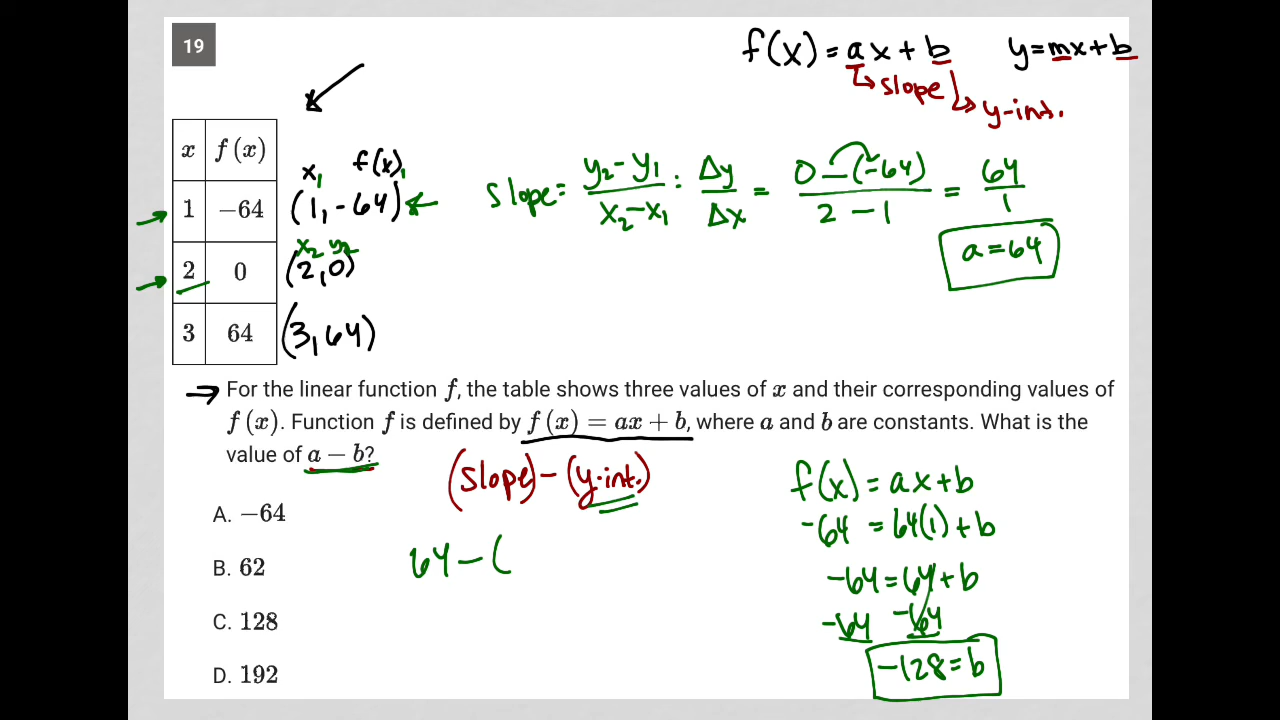 19
f(x) = ax + b   y = mx + b
slope
y-int.
x f(x)
1 −64
2 0
3 64
x₁ f(x)₁
(1, -64)
x₂ y₂
(2, 0)
(3, 64)
slope = y₂ - y₁ / x₂ - x₁ : Δy / Δx = 0 - (-64) / 2 - 1 = 64 / 1
a = 64
For the linear function f, the table shows three values of x and their corresponding values of
f(x). Function f is defined by f(x) = ax + b, where a and b are constants. What is the
value of a − b?
(slope) - (y-int.)
64 - (
A. −64
B. 62
C. 128
D. 192
f(x) = ax + b
-64 = 64(1) + b
-64 = 64 + b
-64 -64
-128 = b